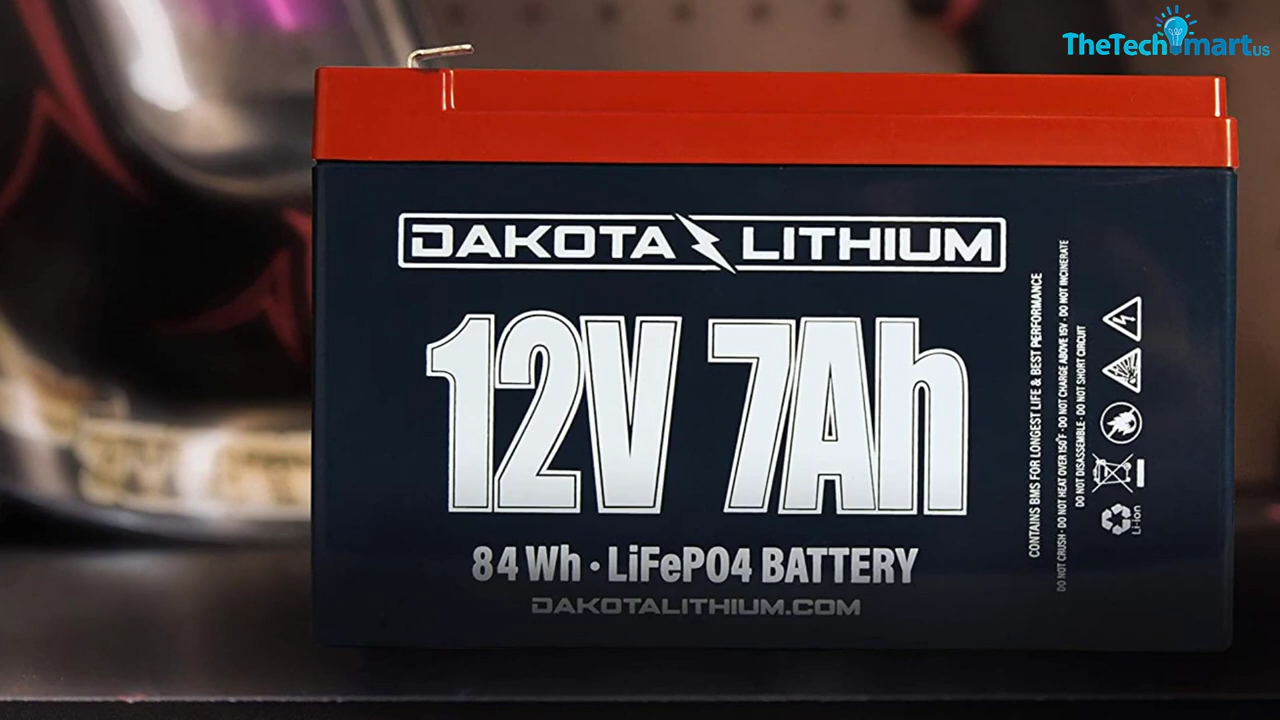 TheTechmart.us
DAKOTA LITHIUM
12V 7Ah
84 Wh · LiFePO4 BATTERY
DAKOTALITHIUM.COM
CONTAINS BMS FOR LONGEST LIFE & BEST PERFORMANCE
DO NOT CRUSH · DO NOT HEAT OVER 150°F · DO NOT CHARGE ABOVE 15V · DO NOT INCINERATE
DO NOT DISASSEMBLE · DO NOT SHORT CIRCUIT
Li-ion